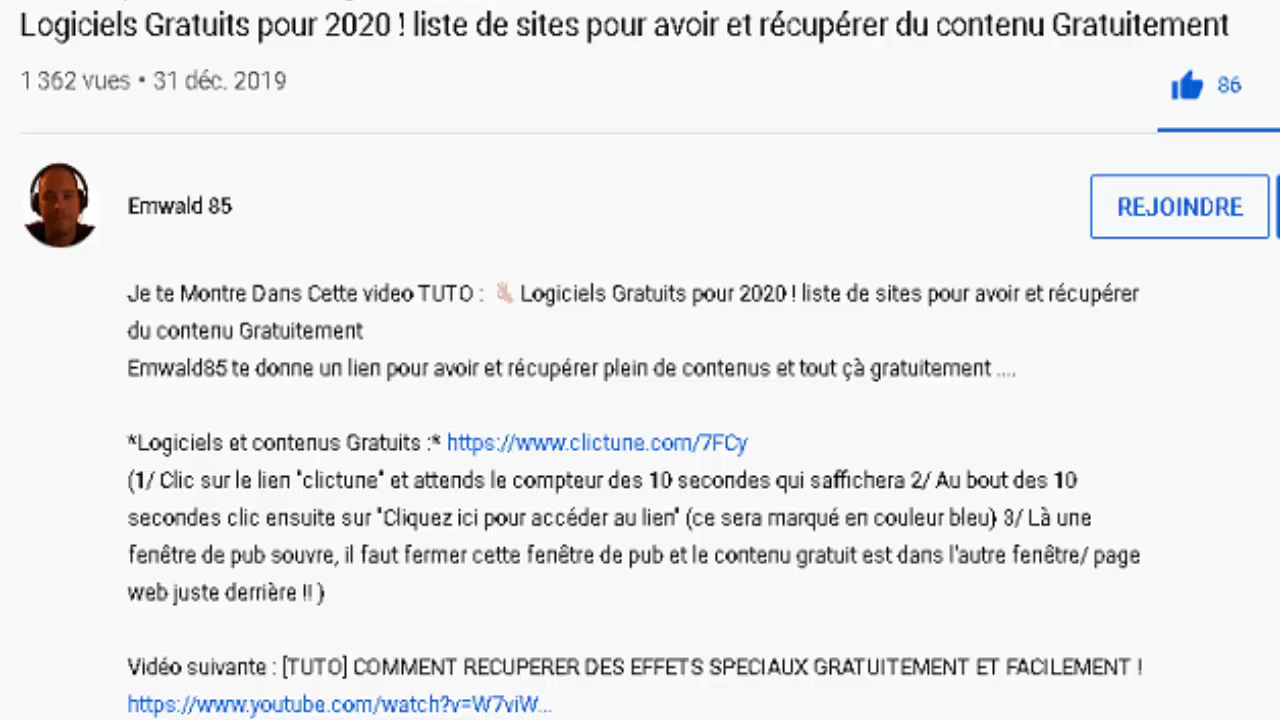 Logiciels Gratuits pour 2020 ! liste de sites pour avoir et récupérer du contenu Gratuitement
1 362 vues • 31 déc. 2019
86
Emwald 85
REJOINDRE
Je te Montre Dans Cette video TUTO : 👌🏻 Logiciels Gratuits pour 2020 ! liste de sites pour avoir et récupérer
du contenu Gratuitement
Emwald85 te donne un lien pour avoir et récupérer plein de contenus et tout çà gratuitement ....
*Logiciels et contenus Gratuits :* https://www.clictune.com/7FCy
(1/ Clic sur le lien "clictune" et attends le compteur des 10 secondes qui saffichera 2/ Au bout des 10
secondes clic ensuite sur "Cliquez ici pour accéder au lien" (ce sera marqué en couleur bleu) 3/ Là une
fenêtre de pub souvre, il faut fermer cette fenêtre de pub et le contenu gratuit est dans l'autre fenêtre/ page
web juste derrière !! )
Vidéo suivante : [TUTO] COMMENT RECUPERER DES EFFETS SPECIAUX GRATUITEMENT ET FACILEMENT !
https://www.youtube.com/watch?v=W7viW...